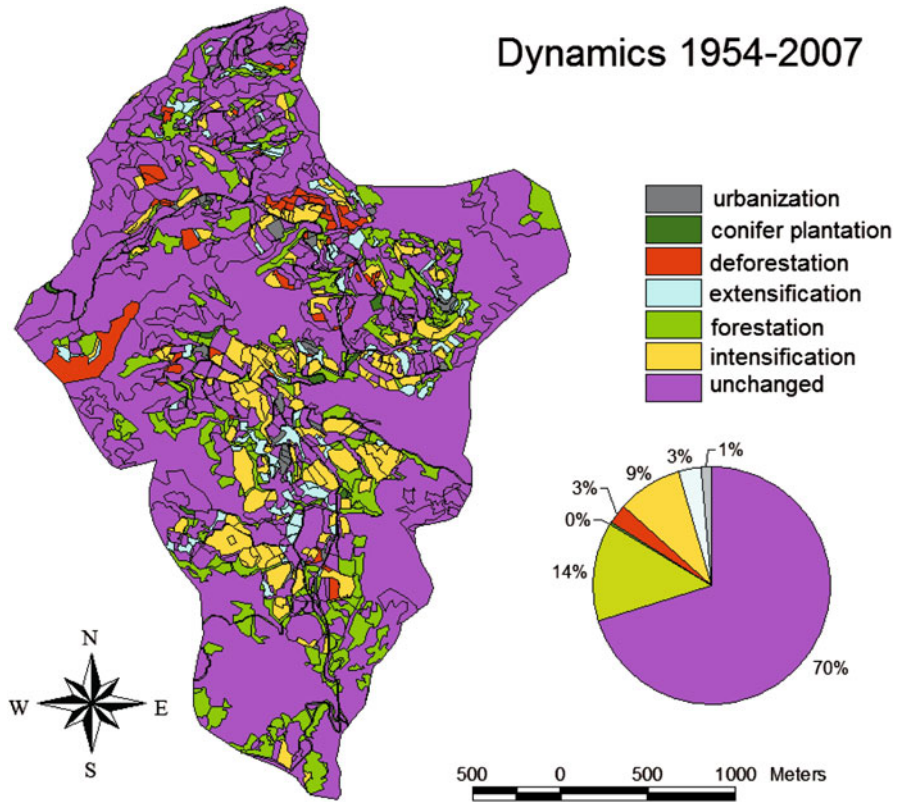 Dynamics 1954-2007
urbanization
conifer plantation
deforestation
extensification
forestation
intensification
unchanged
1%
3%
9%
3%
0%
14%
70%
N
W E
S
500 0 500 1000 Meters